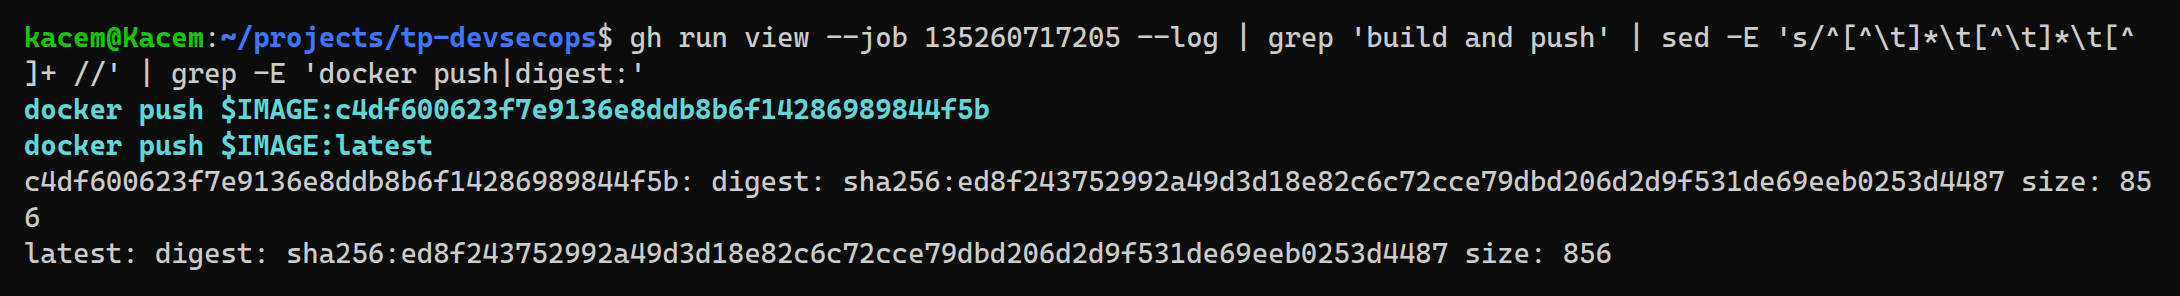 kacem@Kacem:~/projects/tp-devsecops$ gh run view --job 135260717205 --log | grep 'build and push' | sed -E 's/^[^\t]*\t[^\t]*\t[^
]+ //' | grep -E 'docker push|digest:'
docker push $IMAGE:c4df600623f7e9136e8ddb8b6f14286989844f5b
docker push $IMAGE:latest
c4df600623f7e9136e8ddb8b6f14286989844f5b: digest: sha256:ed8f243752992a49d3d18e82c6c72cce79dbd206d2d9f531de69eeb0253d4487 size: 85
6
latest: digest: sha256:ed8f243752992a49d3d18e82c6c72cce79dbd206d2d9f531de69eeb0253d4487 size: 856